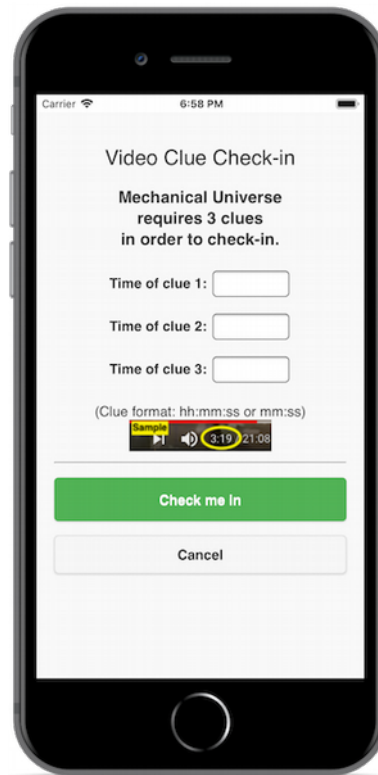 Carrier 6:58 PM
Video Clue Check-in
Mechanical Universe
requires 3 clues
in order to check-in.
Time of clue 1:
Time of clue 2:
Time of clue 3:
(Clue format: hh:mm:ss or mm:ss)
Sample
3:19 21:08
Check me in
Cancel